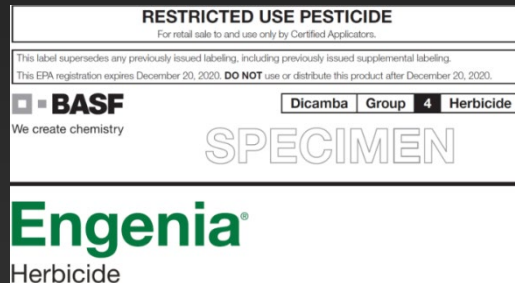 RESTRICTED USE PESTICIDE
For retail sale to and use only by Certified Applicators.
This label supersedes any previously issued labeling, including previously issued supplemental labeling.
This EPA registration expires December 20, 2020. DO NOT use or distribute this product after December 20, 2020.
BASF
We create chemistry
Dicamba Group 4 Herbicide
SPECIMEN
Engenia®
Herbicide